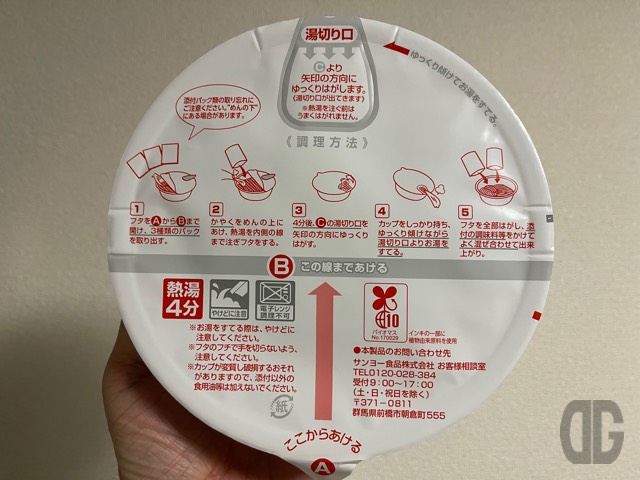 湯切り口
Cより
矢印の方向に
ゆっくりはがします。
(湯切り口が出てきます)
※熱湯を注ぐ前は
うまくはがれません。
ゆっくり傾けてお湯をすてる。
添付パック類の取り忘れに
ご注意ください。"めんの下"
にある場合があります。
《調理方法》
1
フタをAからBまで
開け、3種類のパック
を取り出す。
2
かやくをめんの上に
あけ、熱湯を内側の線
まで注ぎフタをする。
3
4分後、Cの湯切り口を
矢印の方向にゆっくり
はがす。
4
カップをしっかり持ち、
ゆっくり傾けながら
湯切り口よりお湯を
すてる。
5
フタを全部はがし、添
付の調味料等をかけて
よく混ぜ合わせて出来
上がり。
B この線まであける
熱湯
4分
やけどに注意
電子レンジ
調理不可
※お湯をすてる際は、やけどに
注意してください。
※フタのフチで手を切らないよう、
注意してください。
※カップが変質し破損するおそれ
がありますので、添付以外の
食用油等は加えないでください。
紙
10
バイオマス
No.170029
インキの一部に
植物由来原料を使用
●本製品のお問い合わせ先
サンヨー食品株式会社 お客様相談室
TEL0120-028-384
受付9:00~17:00
(土・日・祝日を除く)
〒371-0811
群馬県前橋市朝倉町555
ここからあける
A
DG